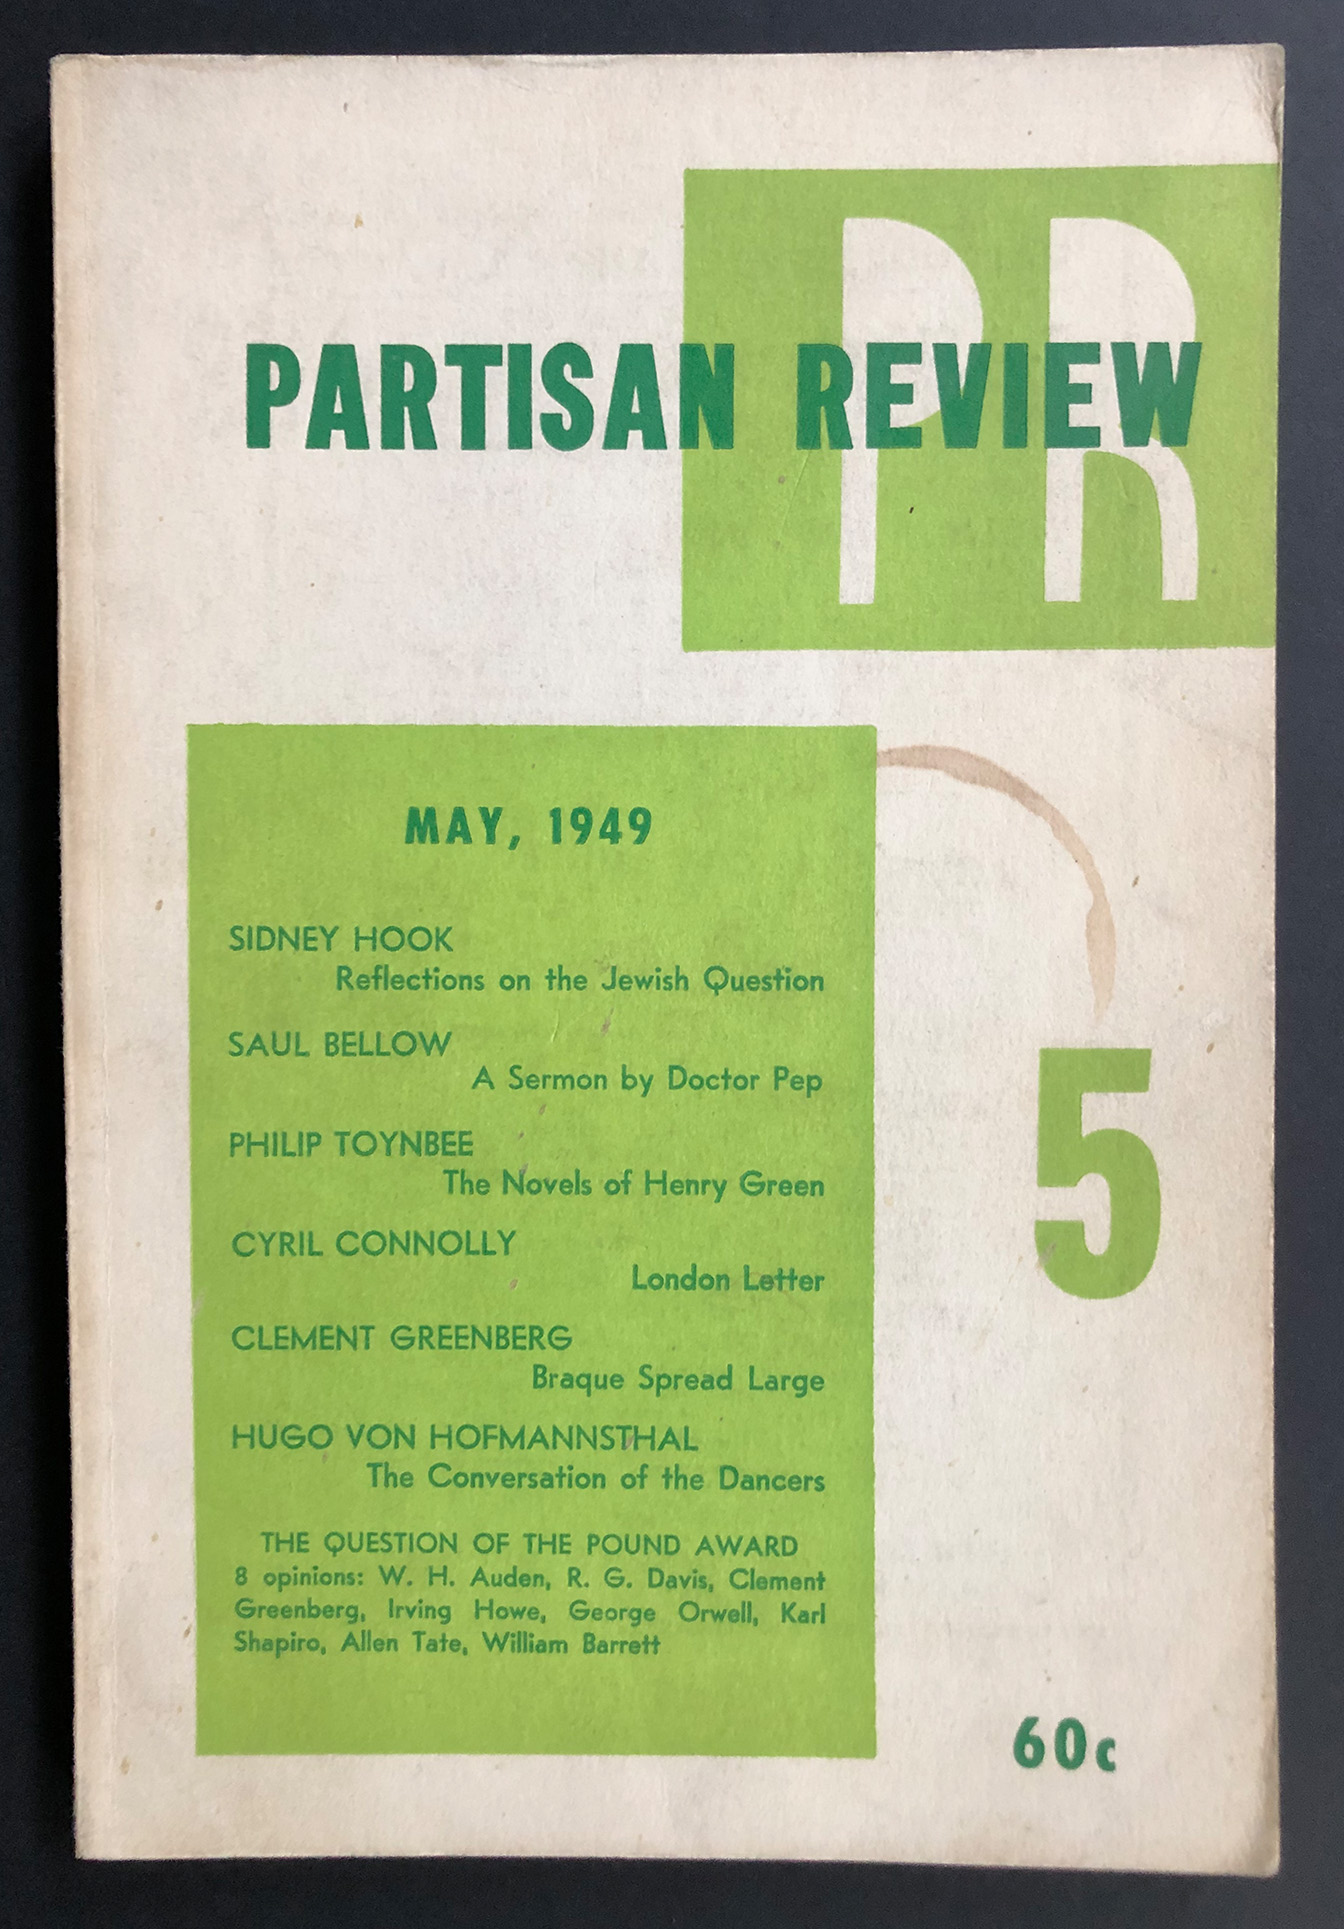 PR
PARTISAN REVIEW
MAY, 1949
SIDNEY HOOK
Reflections on the Jewish Question
SAUL BELLOW
A Sermon by Doctor Pep
PHILIP TOYNBEE
The Novels of Henry Green
CYRIL CONNOLLY
London Letter
CLEMENT GREENBERG
Braque Spread Large
HUGO VON HOFMANNSTHAL
The Conversation of the Dancers
THE QUESTION OF THE POUND AWARD
8 opinions: W. H. Auden, R. G. Davis, Clement
Greenberg, Irving Howe, George Orwell, Karl
Shapiro, Allen Tate, William Barrett
5
60c